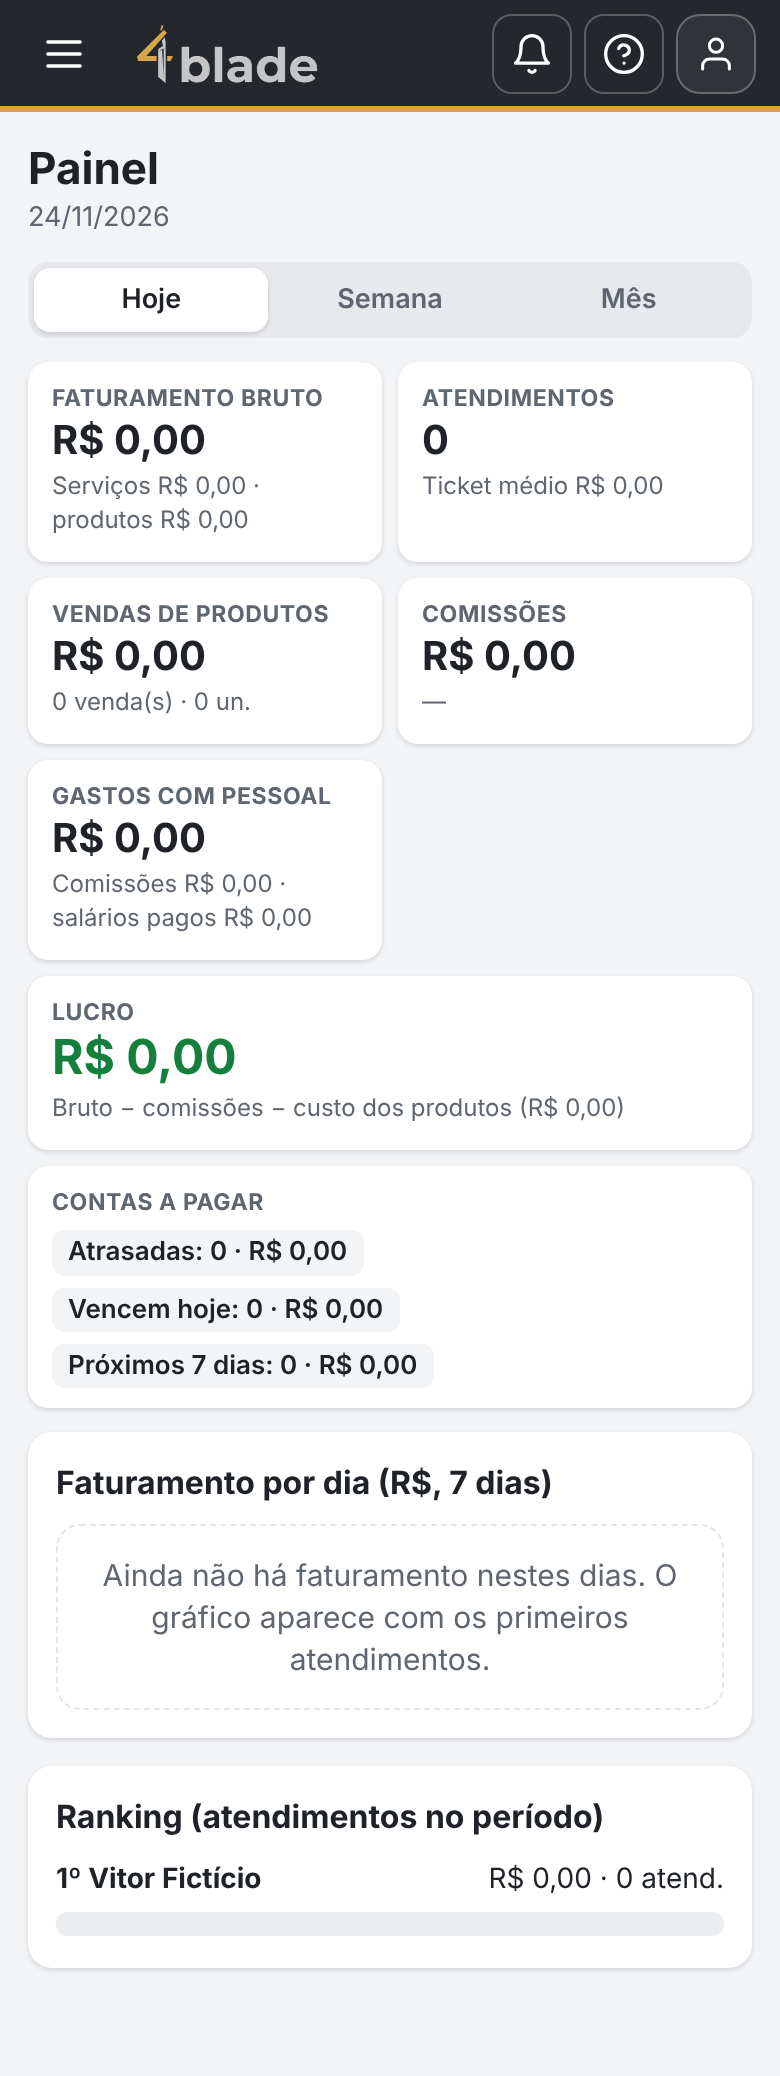 4blade
Painel
24/11/2026
Hoje
Semana
Mês
FATURAMENTO BRUTO
R$ 0,00
Serviços R$ 0,00 ·
produtos R$ 0,00
ATENDIMENTOS
0
Ticket médio R$ 0,00
VENDAS DE PRODUTOS
R$ 0,00
0 venda(s) · 0 un.
COMISSÕES
R$ 0,00
—
GASTOS COM PESSOAL
R$ 0,00
Comissões R$ 0,00 ·
salários pagos R$ 0,00
LUCRO
R$ 0,00
Bruto − comissões − custo dos produtos (R$ 0,00)
CONTAS A PAGAR
Atrasadas: 0 · R$ 0,00
Vencem hoje: 0 · R$ 0,00
Próximos 7 dias: 0 · R$ 0,00
Faturamento por dia (R$, 7 dias)
Ainda não há faturamento nestes dias. O
gráfico aparece com os primeiros
atendimentos.
Ranking (atendimentos no período)
1º Vitor Fictício
R$ 0,00 · 0 atend.